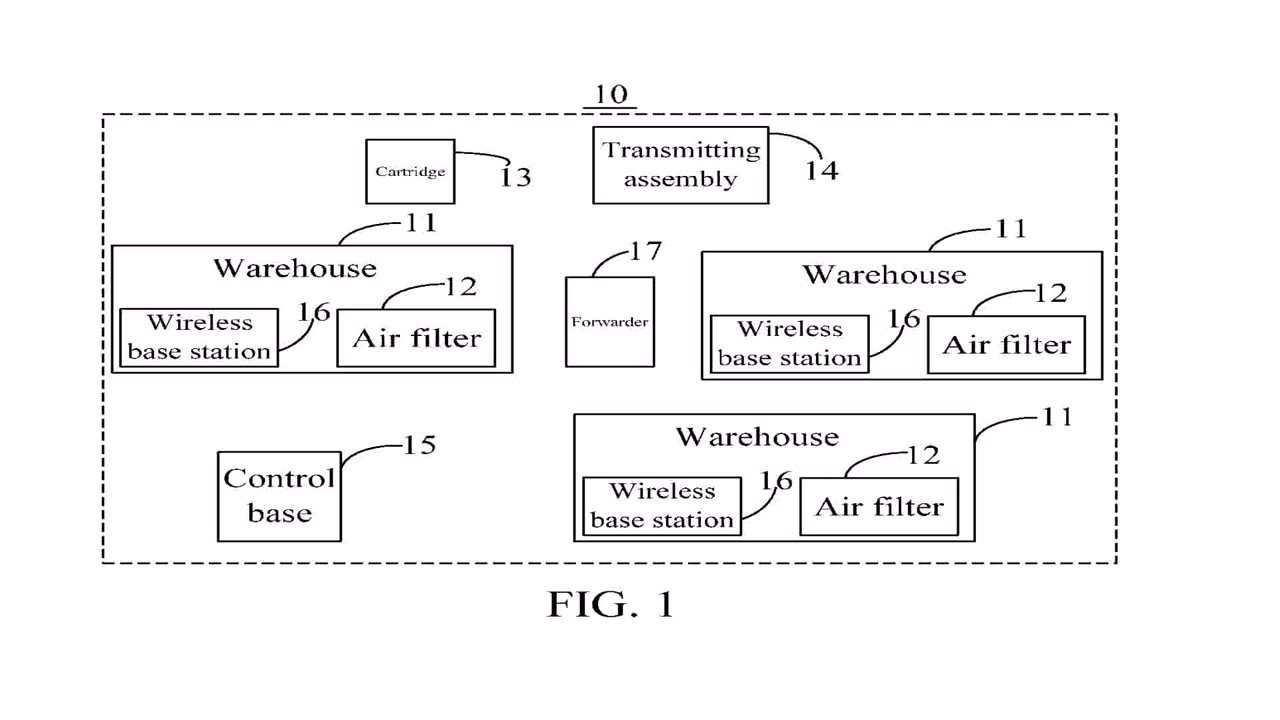 10
Cartridge
13
Transmitting
assembly
14
11
Warehouse
Wireless
base station
16
12
Air filter
17
Forwarder
11
Warehouse
Wireless
base station
16
12
Air filter
Control
base
15
11
Warehouse
Wireless
base station
16
12
Air filter
FIG. 1